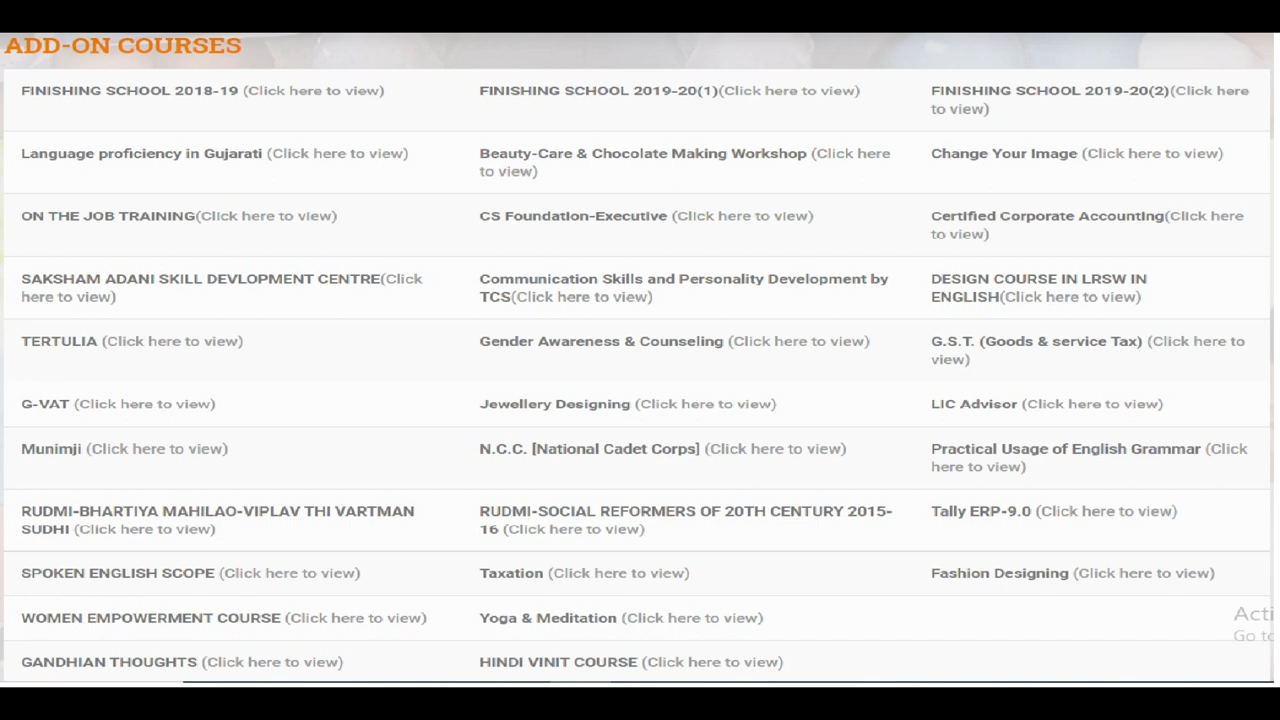 ADD-ON COURSES
FINISHING SCHOOL 2018-19 (Click here to view)
FINISHING SCHOOL 2019-20(1)(Click here to view)
FINISHING SCHOOL 2019-20(2)(Click here
to view)
Language proficiency in Gujarati (Click here to view)
Beauty-Care & Chocolate Making Workshop (Click here
to view)
Change Your Image (Click here to view)
ON THE JOB TRAINING(Click here to view)
CS Foundation-Executive (Click here to view)
Certified Corporate Accounting(Click here
to view)
SAKSHAM ADANI SKILL DEVLOPMENT CENTRE(Click
here to view)
Communication Skills and Personality Development by
TCS(Click here to view)
DESIGN COURSE IN LRSW IN
ENGLISH(Click here to view)
TERTULIA (Click here to view)
Gender Awareness & Counseling (Click here to view)
G.S.T. (Goods & service Tax) (Click here to
view)
G-VAT (Click here to view)
Jewellery Designing (Click here to view)
LIC Advisor (Click here to view)
Munimji (Click here to view)
N.C.C. [National Cadet Corps] (Click here to view)
Practical Usage of English Grammar (Click
here to view)
RUDMI-BHARTIYA MAHILAO-VIPLAV THI VARTMAN
SUDHI (Click here to view)
RUDMI-SOCIAL REFORMERS OF 20TH CENTURY 2015-
16 (Click here to view)
Tally ERP-9.0 (Click here to view)
SPOKEN ENGLISH SCOPE (Click here to view)
Taxation (Click here to view)
Fashion Designing (Click here to view)
WOMEN EMPOWERMENT COURSE (Click here to view)
Yoga & Meditation (Click here to view)
Acti
Go to
GANDHIAN THOUGHTS (Click here to view)
HINDI VINIT COURSE (Click here to view)